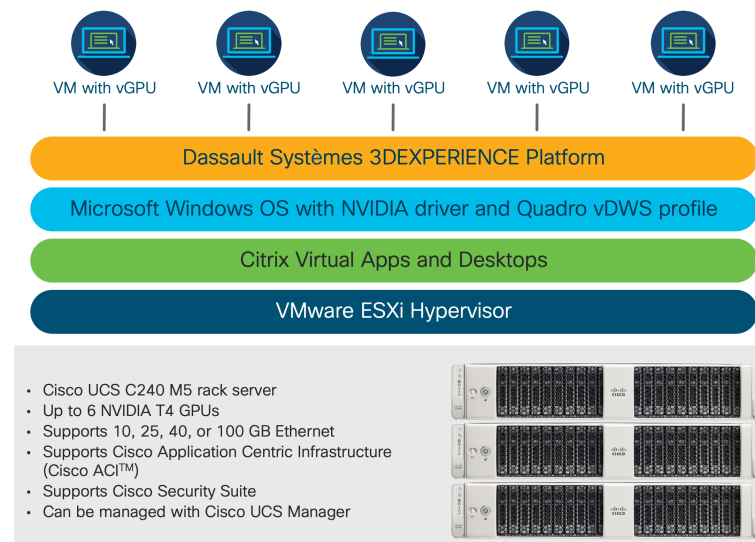 VM with vGPU VM with vGPU VM with vGPU VM with vGPU VM with vGPU
Dassault Systèmes 3DEXPERIENCE Platform
Microsoft Windows OS with NVIDIA driver and Quadro vDWS profile
Citrix Virtual Apps and Desktops
VMware ESXi Hypervisor
• Cisco UCS C240 M5 rack server
• Up to 6 NVIDIA T4 GPUs
• Supports 10, 25, 40, or 100 GB Ethernet
• Supports Cisco Application Centric Infrastructure
(Cisco ACI™)
• Supports Cisco Security Suite
• Can be managed with Cisco UCS Manager
CISCO
CISCO
CISCO